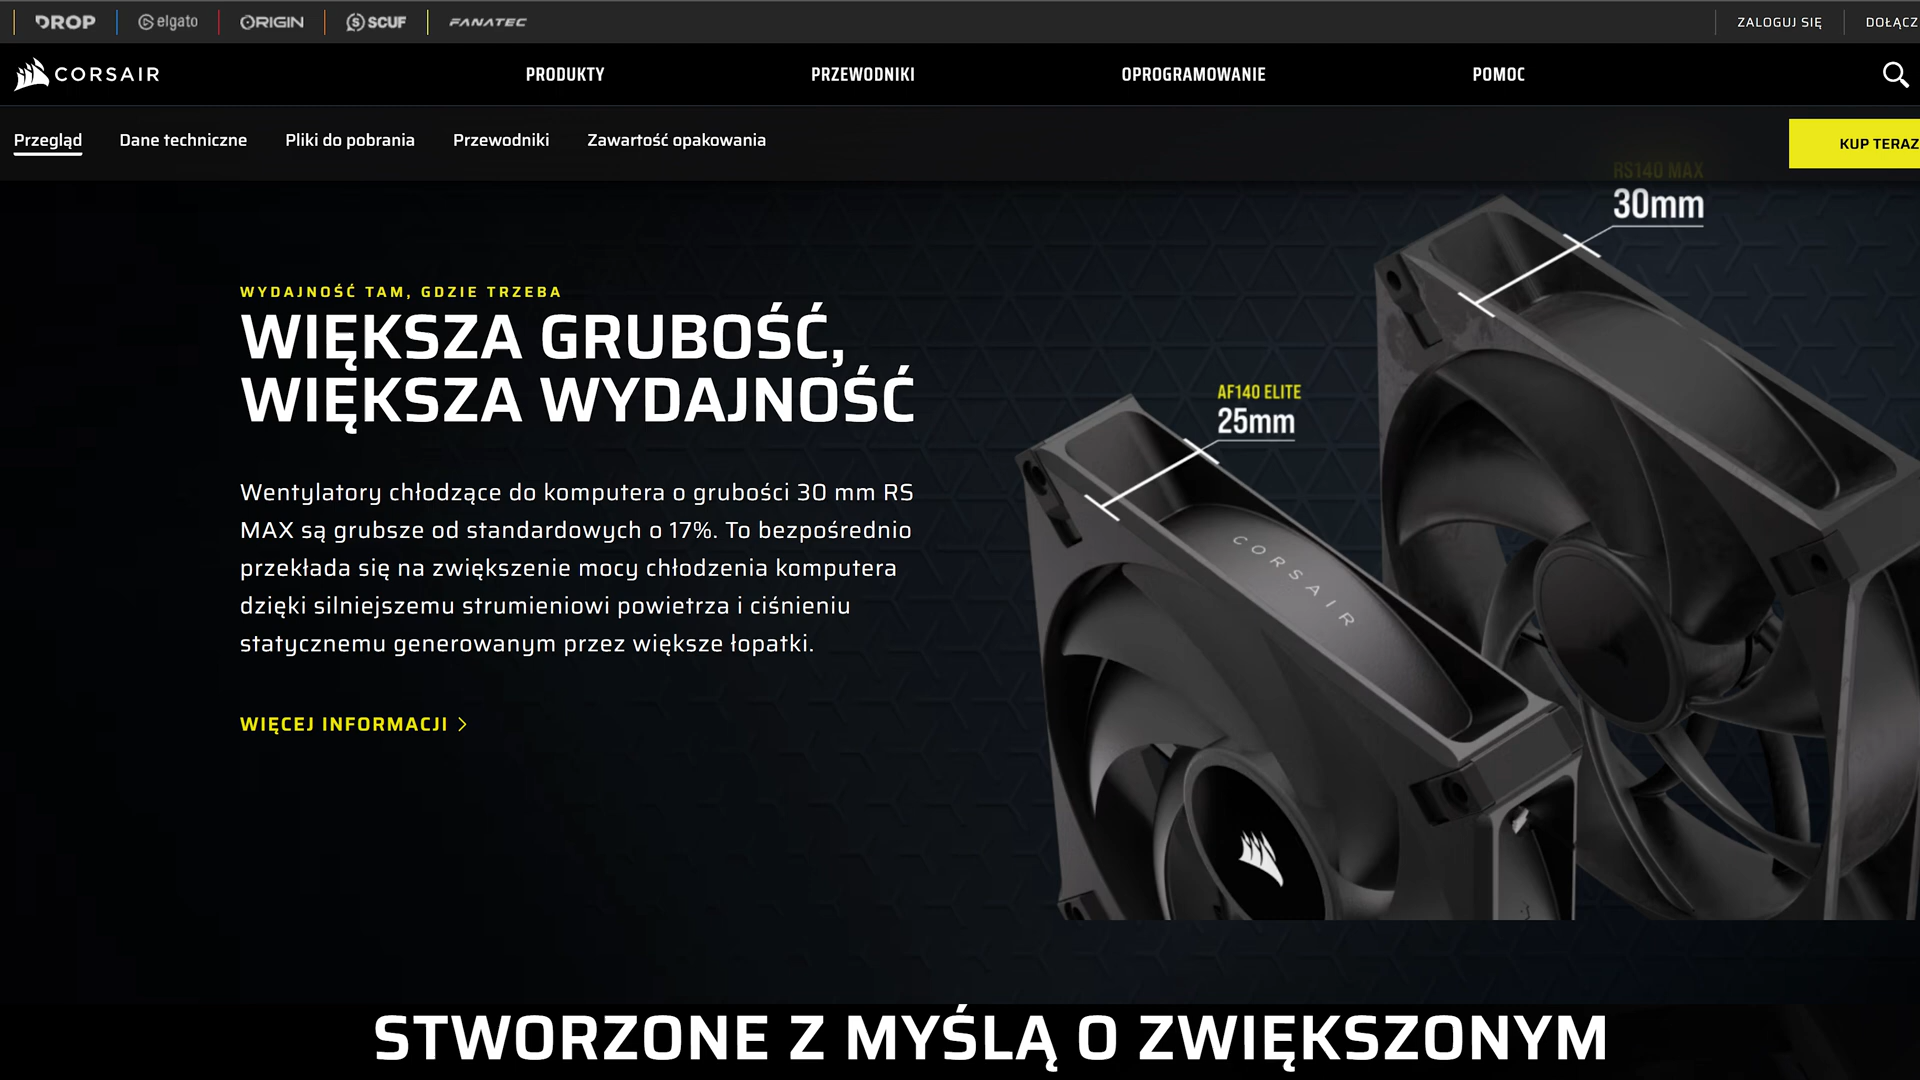 DROP
elgato
ORIGIN
SCUF
FANATEC
ZALOGUJ SIĘ
DOŁĄCZ
CORSAIR
PRODUKTY
PRZEWODNIKI
OPROGRAMOWANIE
POMOC
Przegląd
Dane techniczne
Pliki do pobrania
Przewodniki
Zawartość opakowania
KUP TERAZ
RS140 MAX
30mm
WYDAJNOŚĆ TAM, GDZIE TRZEBA
WIĘKSZA GRUBOŚĆ,
WIĘKSZA WYDAJNOŚĆ
AF140 ELITE
25mm
Wentylatory chłodzące do komputera o grubości 30 mm RS
MAX są grubsze od standardowych o 17%. To bezpośrednio
przekłada się na zwiększenie mocy chłodzenia komputera
dzięki silniejszemu strumieniowi powietrza i ciśnieniu
statycznemu generowanym przez większe łopatki.
CORSAIR
WIĘCEJ INFORMACJI
STWORZONE Z MYŚLĄ O ZWIĘKSZONYM